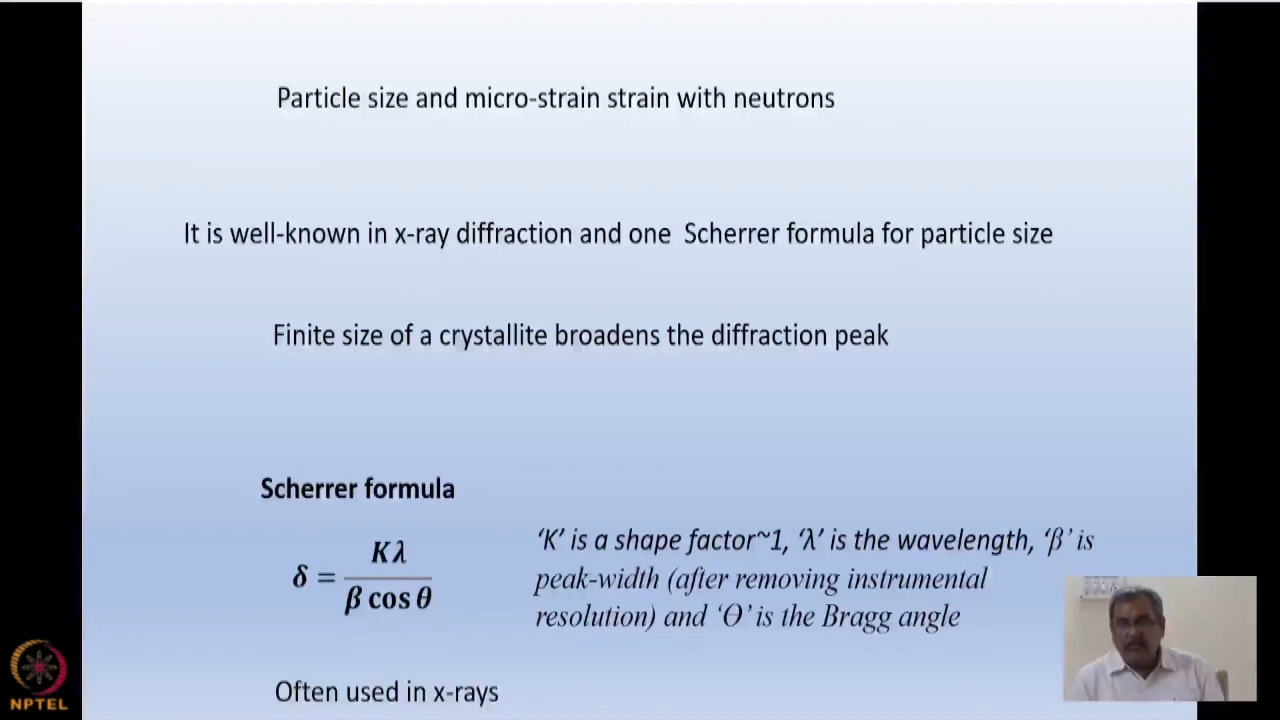 Particle size and micro-strain strain with neutrons
It is well-known in x-ray diffraction and one Scherrer formula for particle size
Finite size of a crystallite broadens the diffraction peak
Scherrer formula
δ = Kλ / β cos θ
‘K’ is a shape factor~1, ‘λ’ is the wavelength, ‘β’ is
peak-width (after removing instrumental
resolution) and ‘Θ’ is the Bragg angle
Often used in x-rays
NPTEL